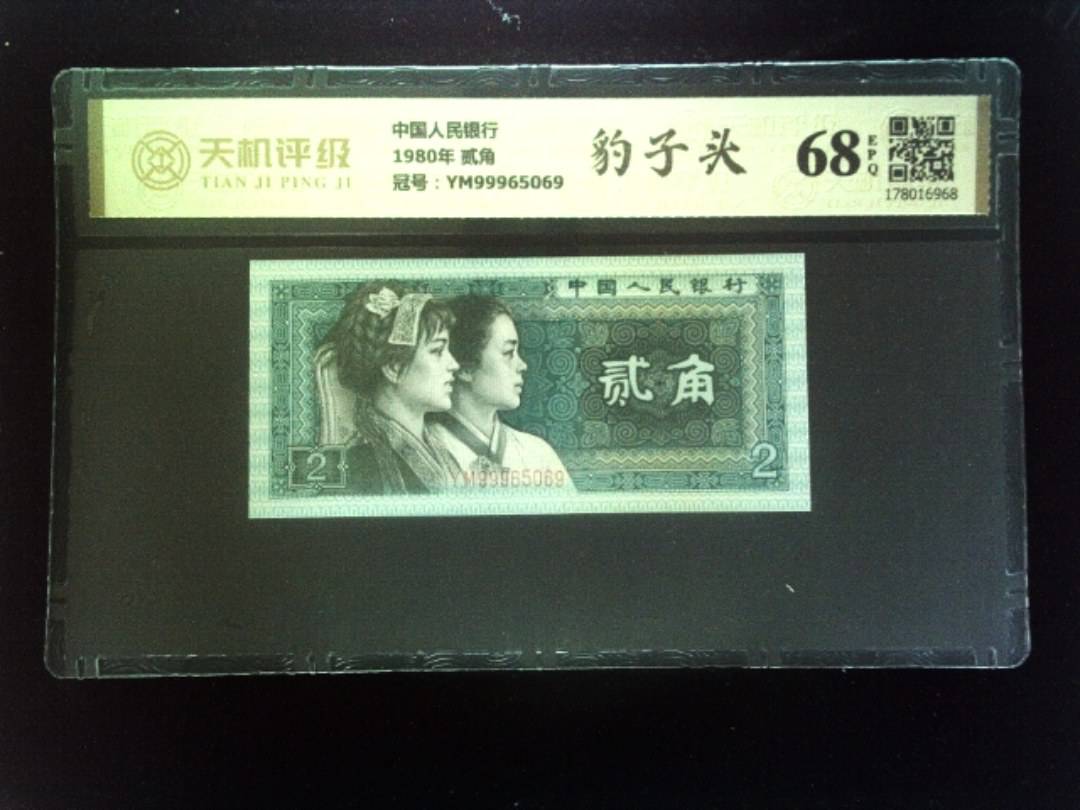 天机评级
TIAN JI PING JI
中国人民银行
1980年 贰角
冠号：YM99965069
豹子头
68
EPQ
178016968
中国人民银行
贰角
2
YM99965069
2